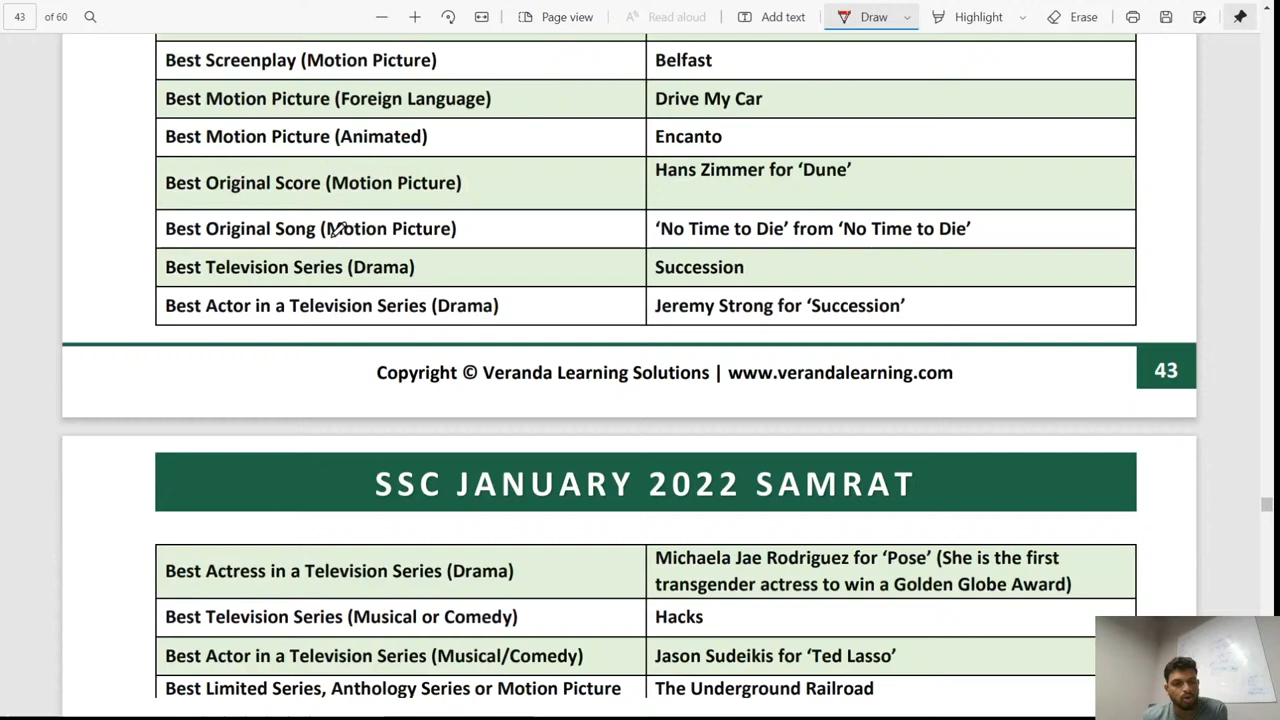 43 of 60 Page view Read aloud Add text Draw Highlight Erase
Best Screenplay (Motion Picture) Belfast
Best Motion Picture (Foreign Language) Drive My Car
Best Motion Picture (Animated) Encanto
Best Original Score (Motion Picture) Hans Zimmer for ‘Dune’
Best Original Song (Motion Picture) ‘No Time to Die’ from ‘No Time to Die’
Best Television Series (Drama) Succession
Best Actor in a Television Series (Drama) Jeremy Strong for ‘Succession’
Copyright © Veranda Learning Solutions | www.verandalearning.com 43
SSC JANUARY 2022 SAMRAT
Best Actress in a Television Series (Drama) Michaela Jae Rodriguez for ‘Pose’ (She is the first
transgender actress to win a Golden Globe Award)
Best Television Series (Musical or Comedy) Hacks
Best Actor in a Television Series (Musical/Comedy) Jason Sudeikis for ‘Ted Lasso’
Best Limited Series, Anthology Series or Motion Picture The Underground Railroad